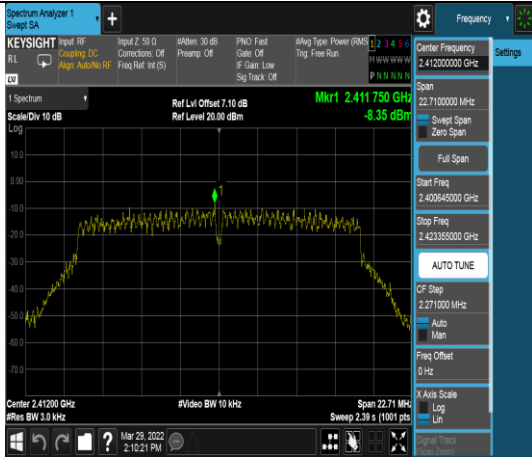 Spectrum Analyzer 1
Swept SA
Frequency
KEYSIGHT
RL
Input: RF
Coupling: DC
Align: Auto/No RF
Input Z: 50 Ω
Corrections: Off
Freq Ref: Int (S)
#Atten: 30 dB
Preamp: Off
PNO: Fast
Gate: Off
IF Gain: Low
Sig Track: Off
#Avg Type: Power (RMS
Trig: Free Run
1 2 3 4 5 6
M W W W W W
P N N N N N
Settings
Center Frequency
2.412000000 GHz
Span
22.7100000 MHz
Swept Span
Zero Span
Full Span
Start Freq
2.400645000 GHz
Stop Freq
2.423355000 GHz
AUTO TUNE
CF Step
2.271000 MHz
Auto
Man
Freq Offset
0 Hz
X Axis Scale
Log
Lin
Signal Track
(Span Zoom)
1 Spectrum
Scale/Div 10 dB
Log
Ref Lvl Offset 7.10 dB
Ref Level 20.00 dBm
Mkr1 2.411 750 GHz
-8.35 dBm
10.0
0.00
-10.0
-20.0
-30.0
-40.0
-50.0
-60.0
-70.0
1
Center 2.41200 GHz
#Res BW 3.0 kHz
#Video BW 10 kHz
Span 22.71 MHz
Sweep 2.39 s (1001 pts
Mar 29, 2022
2:10:21 PM